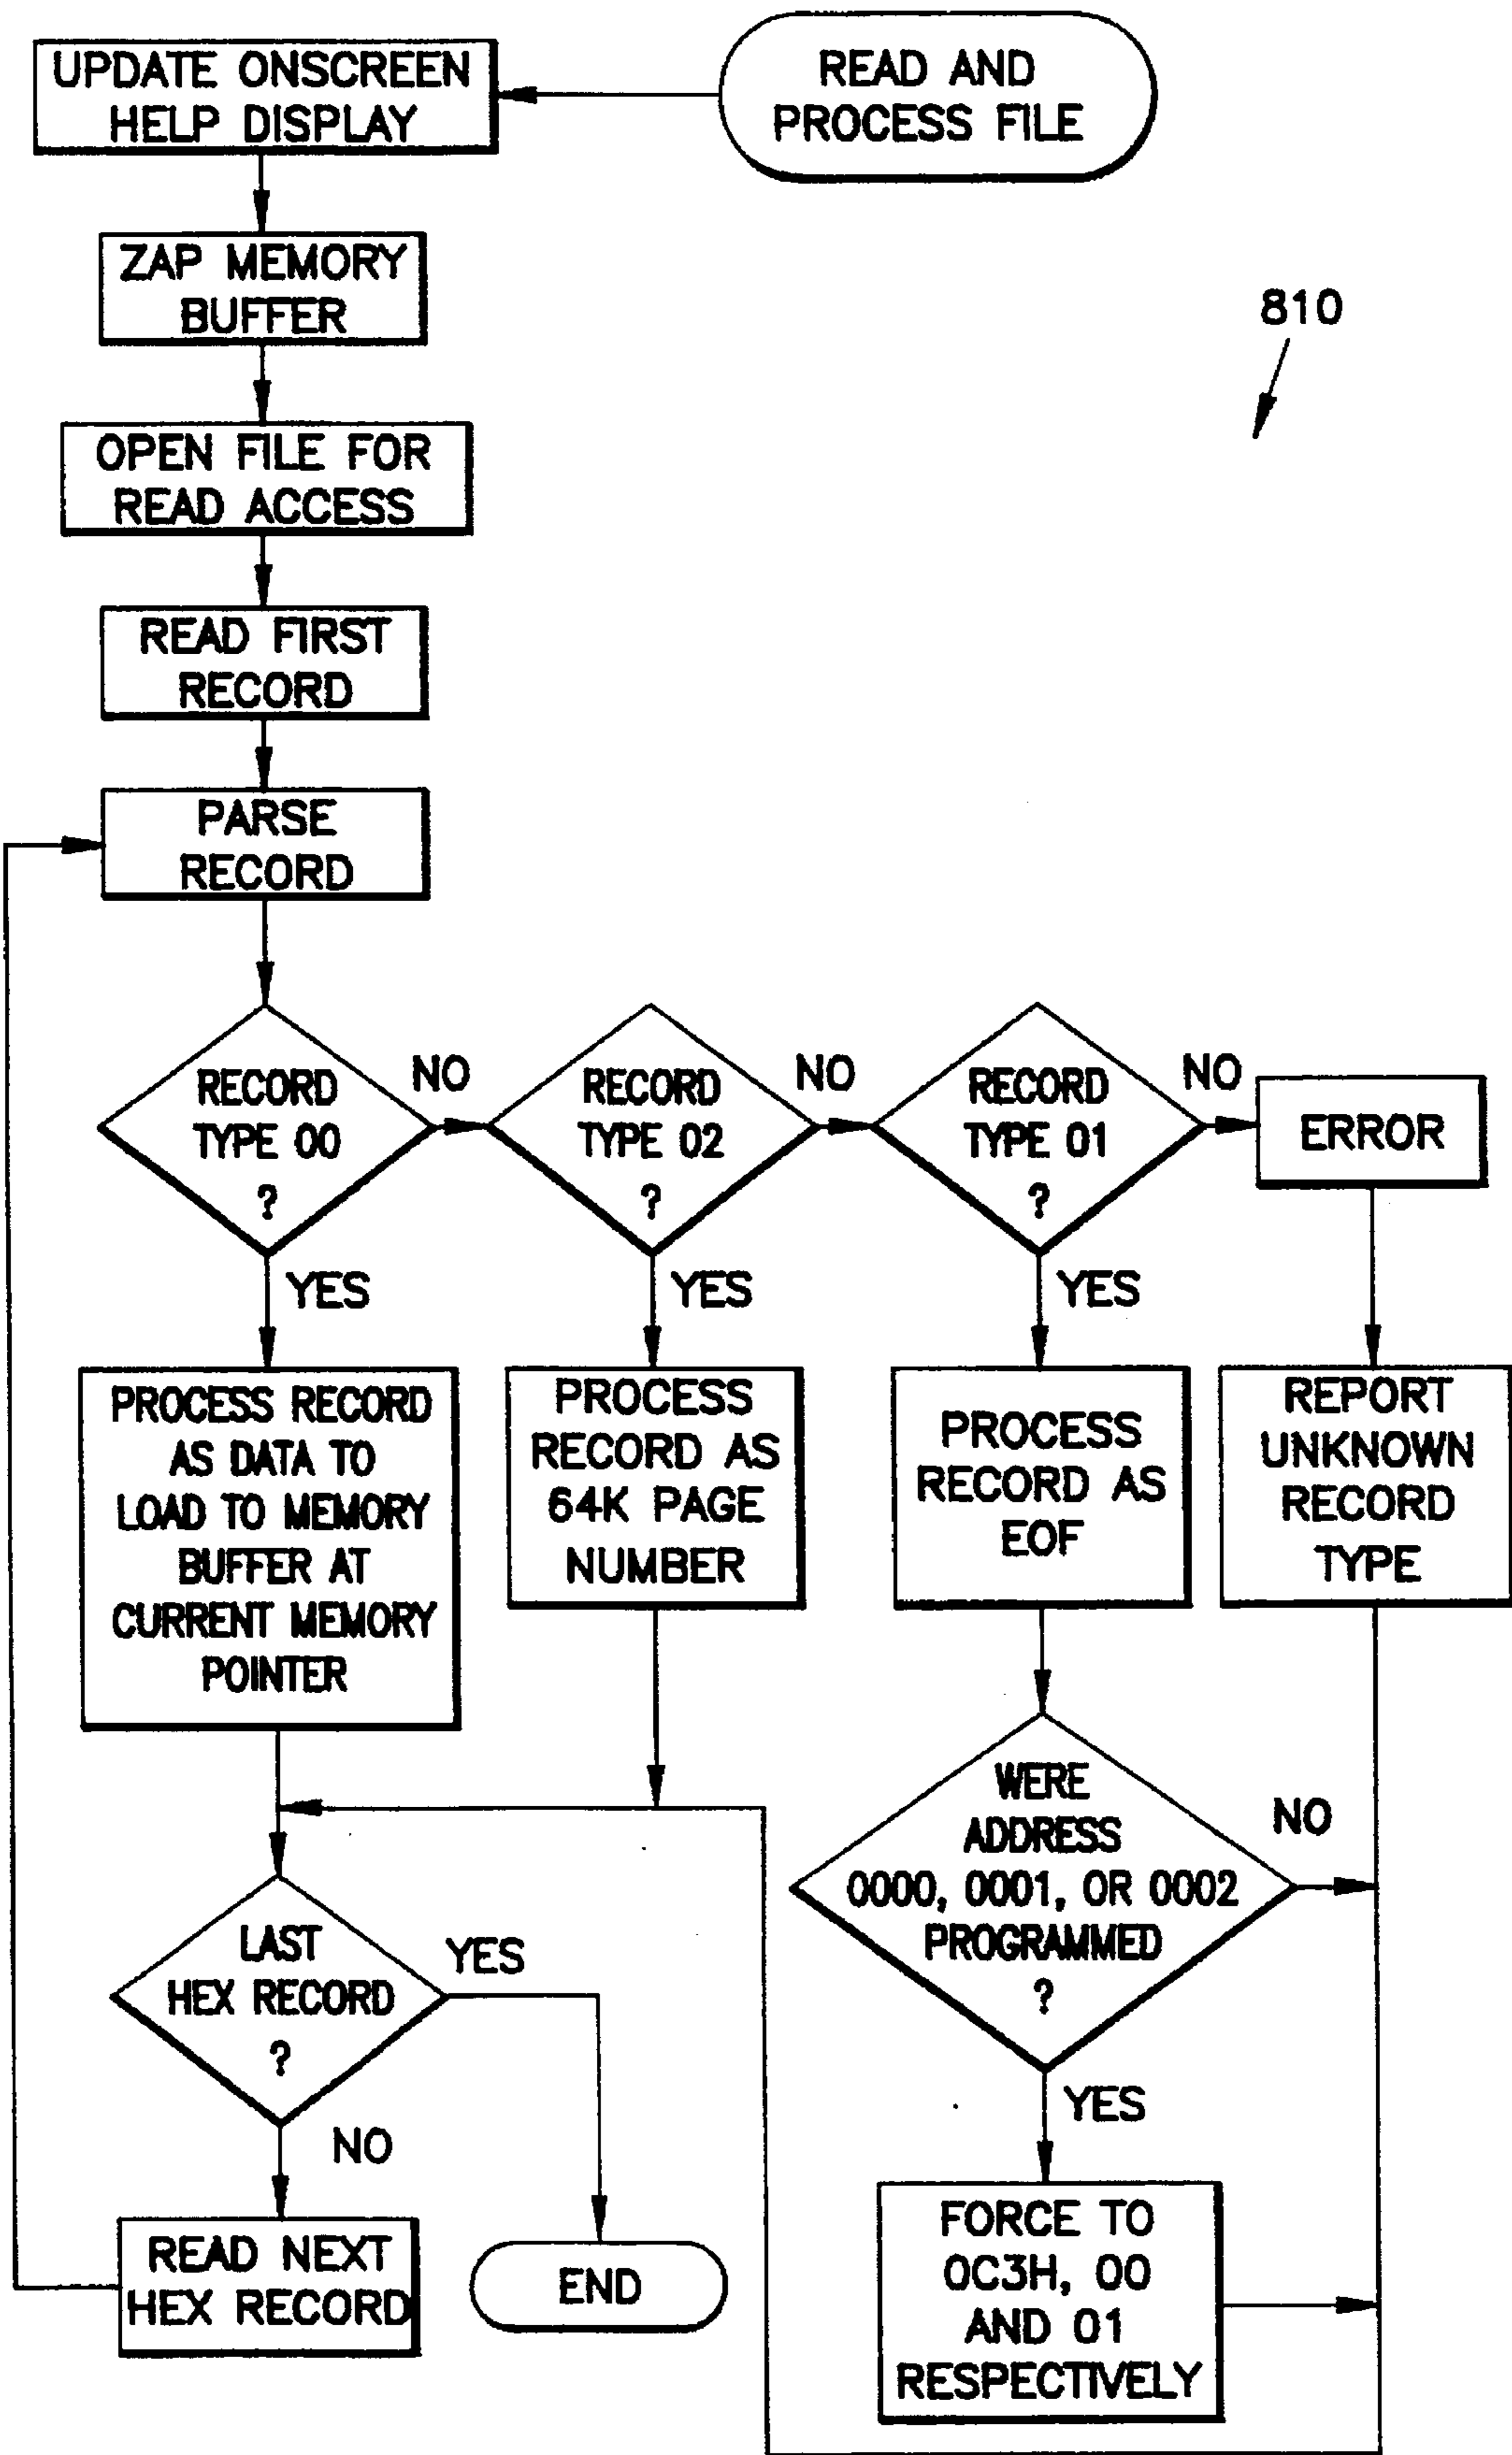 READ AND
PROCESS FILE
UPDATE ONSCREEN
HELP DISPLAY
ZAP MEMORY
BUFFER
810
OPEN FILE FOR
READ ACCESS
READ FIRST
RECORD
PARSE
RECORD
RECORD
TYPE 00
?
NO
YES
RECORD
TYPE 02
?
NO
YES
RECORD
TYPE 01
?
NO
YES
ERROR
PROCESS RECORD
AS DATA TO
LOAD TO MEMORY
BUFFER AT
CURRENT MEMORY
POINTER
PROCESS
RECORD AS
64K PAGE
NUMBER
PROCESS
RECORD AS
EOF
REPORT
UNKNOWN
RECORD
TYPE
WERE
ADDRESS
0000, 0001, OR 0002
PROGRAMMED
?
NO
YES
LAST
HEX RECORD
?
YES
NO
READ NEXT
HEX RECORD
END
FORCE TO
0C3H, 00
AND 01
RESPECTIVELY